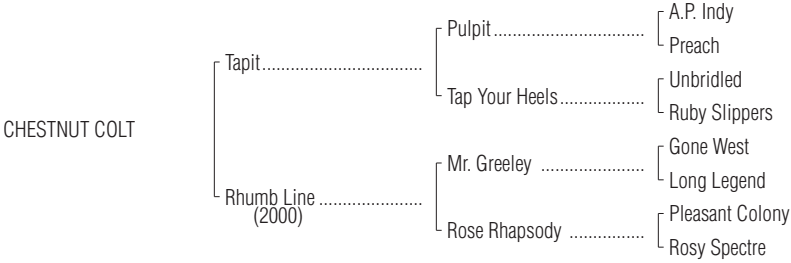 A.P. Indy
Pulpit................................
Preach
Tapit..................................
Unbridled
Tap Your Heels..................
Ruby Slippers
CHESTNUT COLT
Gone West
Mr. Greeley ......................
Long Legend
Rhumb Line ......................
(2000)
Pleasant Colony
Rose Rhapsody ................
Rosy Spectre